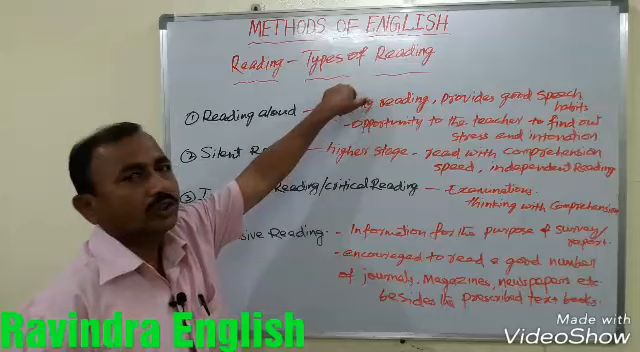 METHODS OF ENGLISH
Reading - Types of Reading
① Reading aloud - reading, provides good speech habits
- opportunity to the teacher to find out
stress and intonation
② Silent - highest stage - read with comprehension
speed, independent Reading
③ Reading/critical Reading - Examinations.
thinking with comprehension
Reading - Information for the purpose of survey/
report.
- encouraged to read a good number
of journals, magazines, newspapers etc
besides the prescribed text books.
Ravindra English
Made with
VideoShow